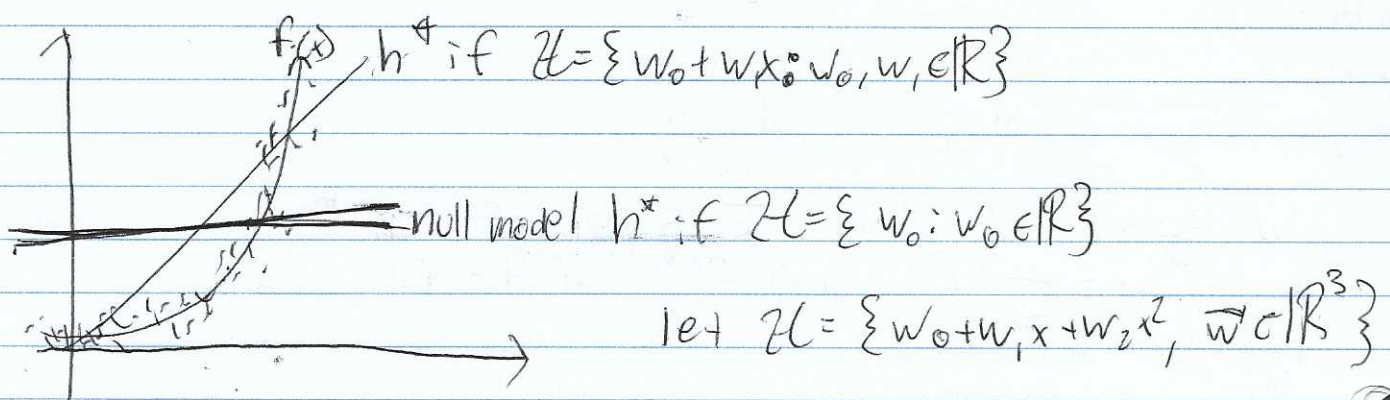 f(x) h* if H = {w₀ + w₁x : w₀, w₁ ∈ ℝ}
null model h* if H = {w₀ : w₀ ∈ ℝ}
let H = {w₀ + w₁x + w₂x², w⃗ ∈ ℝ³}